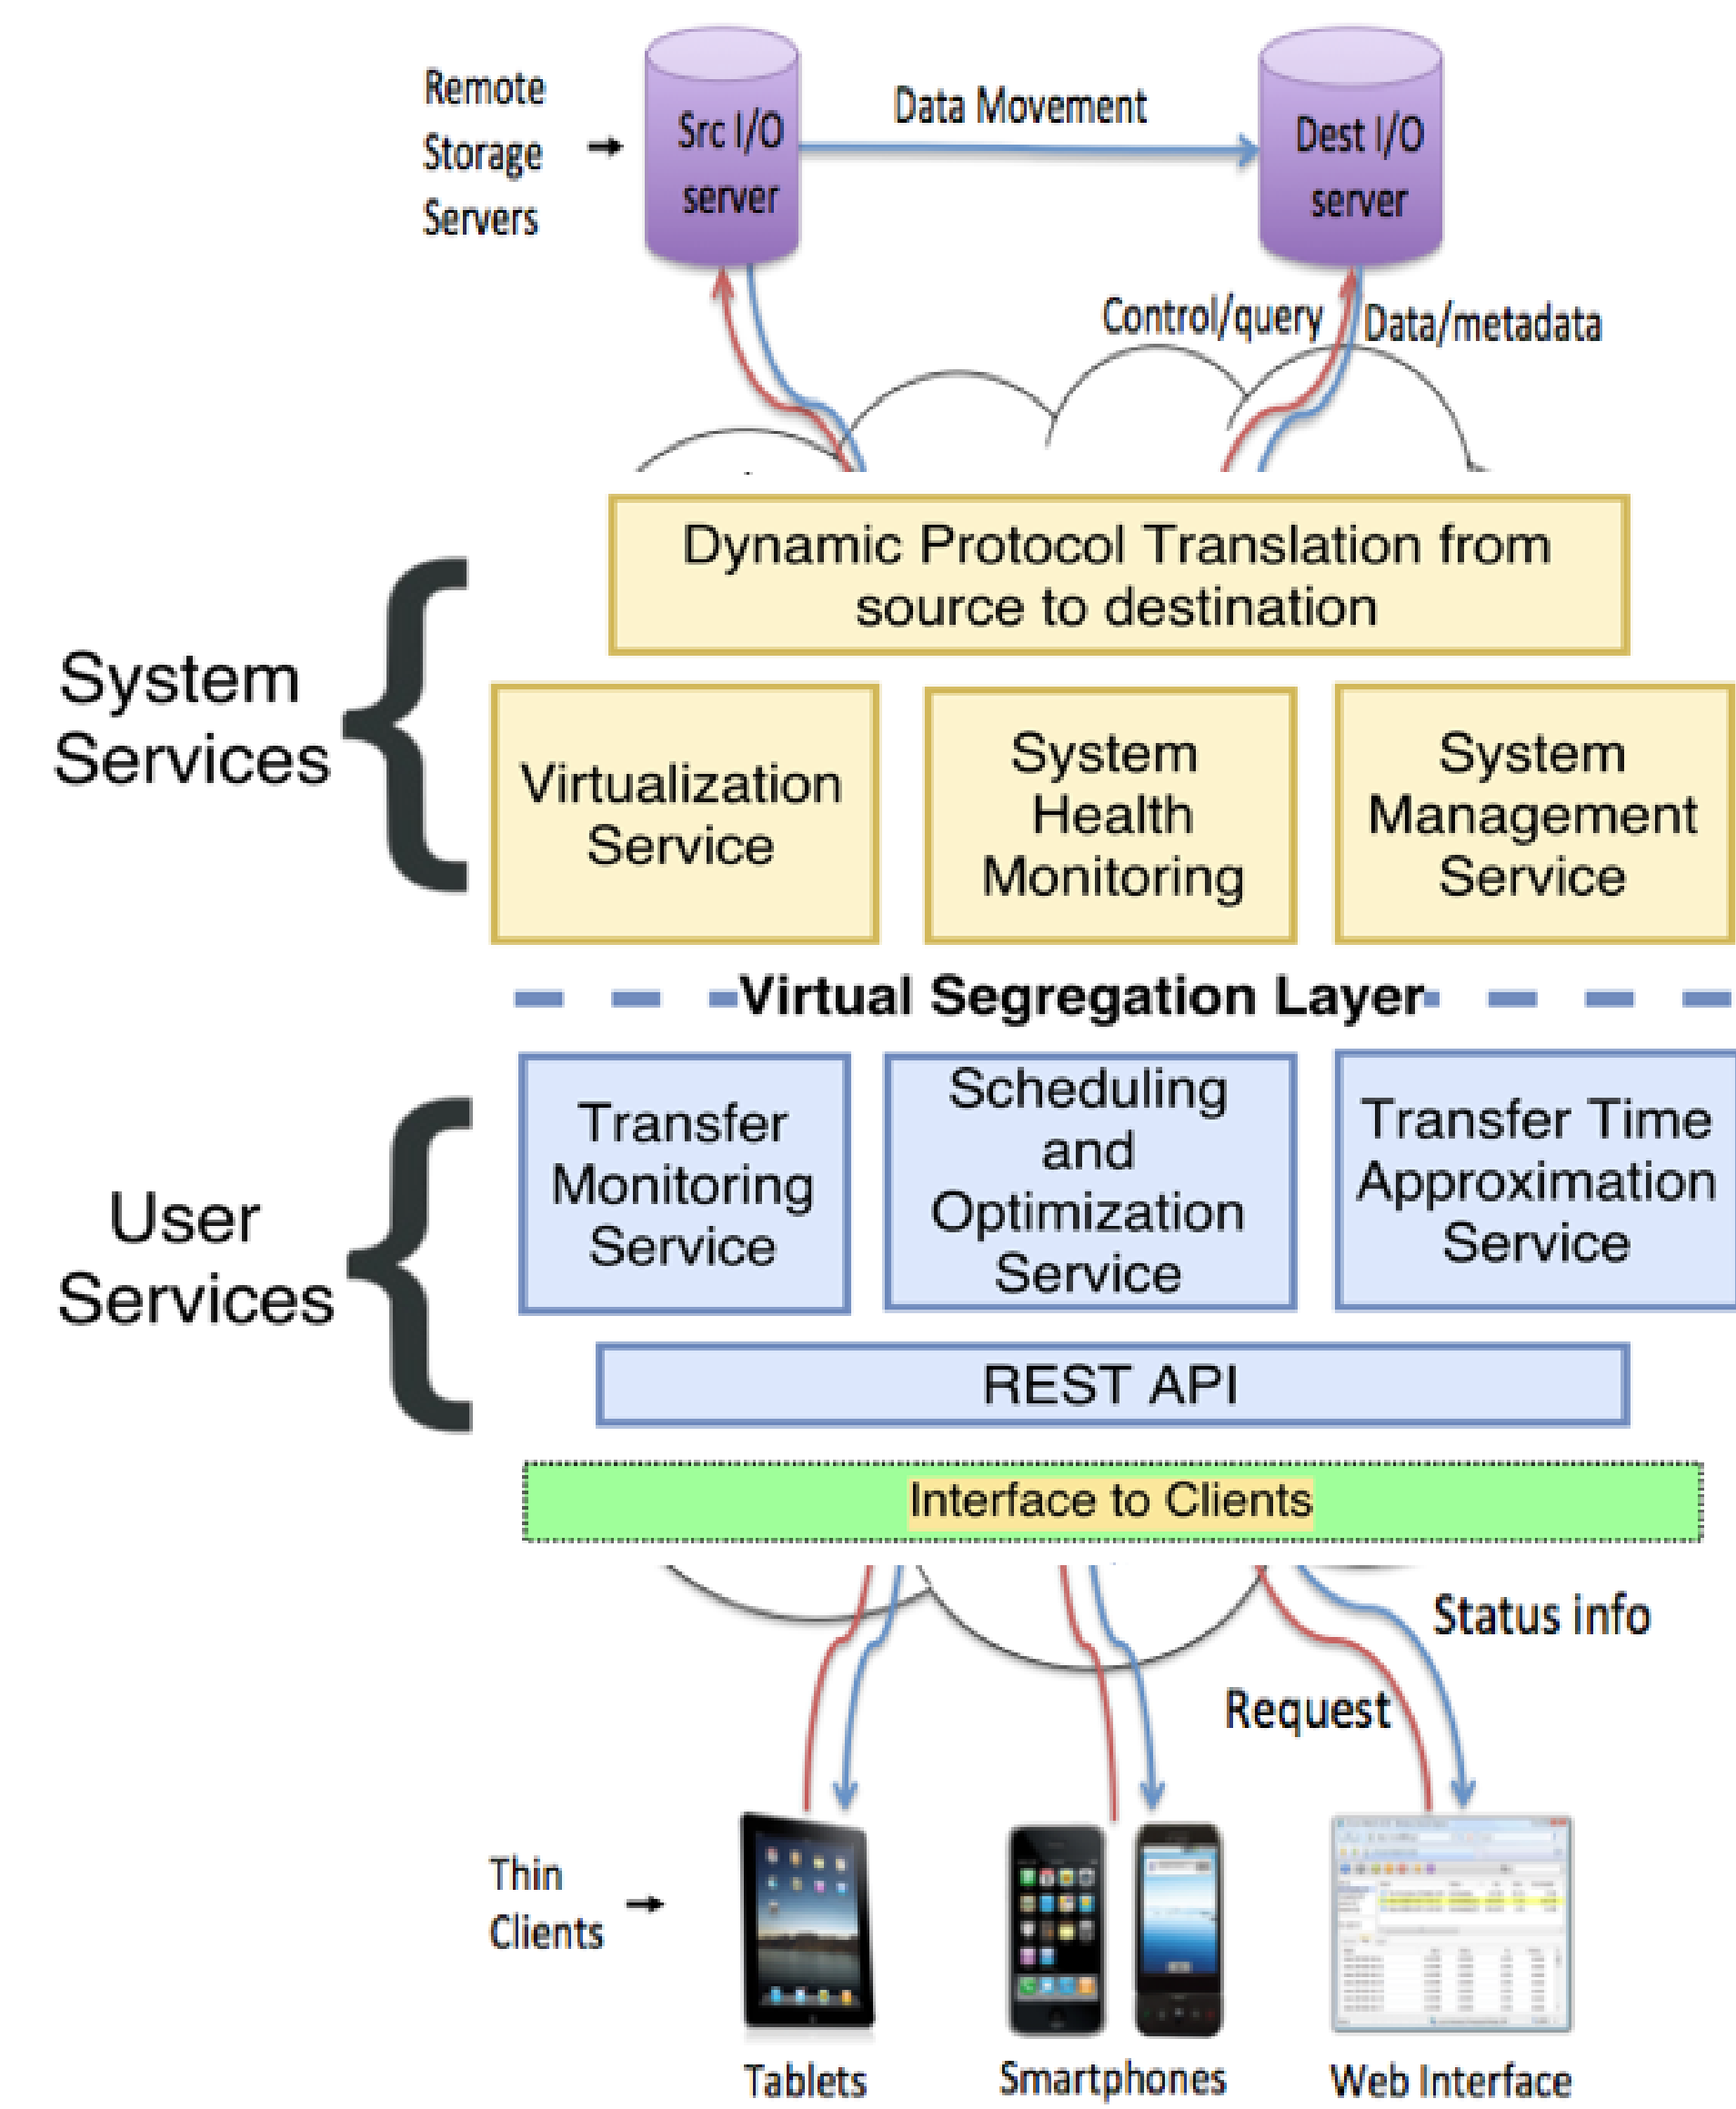 Remote
Storage
Servers
Src I/O
server
Data Movement
Dest I/O
server
Control/query
Data/metadata
Dynamic Protocol Translation from
source to destination
System
Services
Virtualization
Service
System
Health
Monitoring
System
Management
Service
Virtual Segregation Layer
User
Services
Transfer
Monitoring
Service
Scheduling
and
Optimization
Service
Transfer Time
Approximation
Service
REST API
Interface to Clients
Status info
Request
Thin
Clients
Tablets
Smartphones
Web Interface